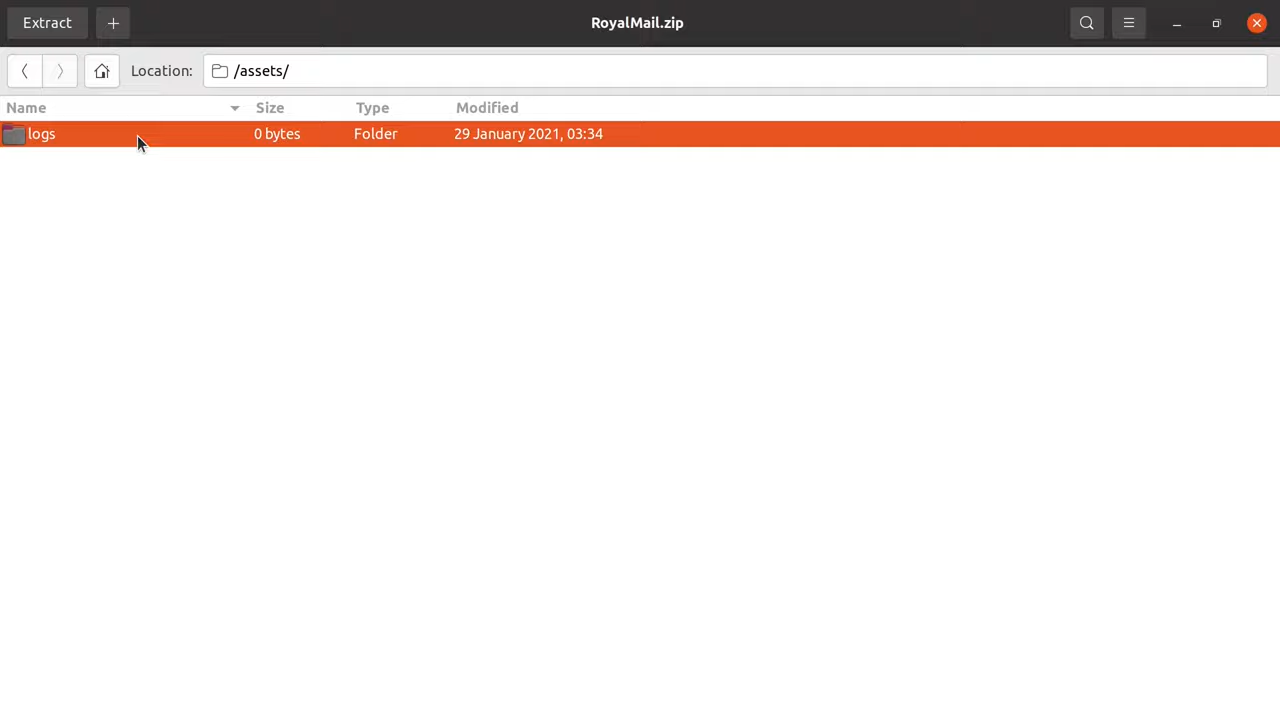 Extract
RoyalMail.zip
Location: /assets/
Name Size Type Modified
logs 0 bytes Folder 29 January 2021, 03:34